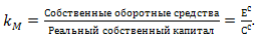 k_M = Собственные оборотные средства / Реальный собственный капитал = E^c / C^c.